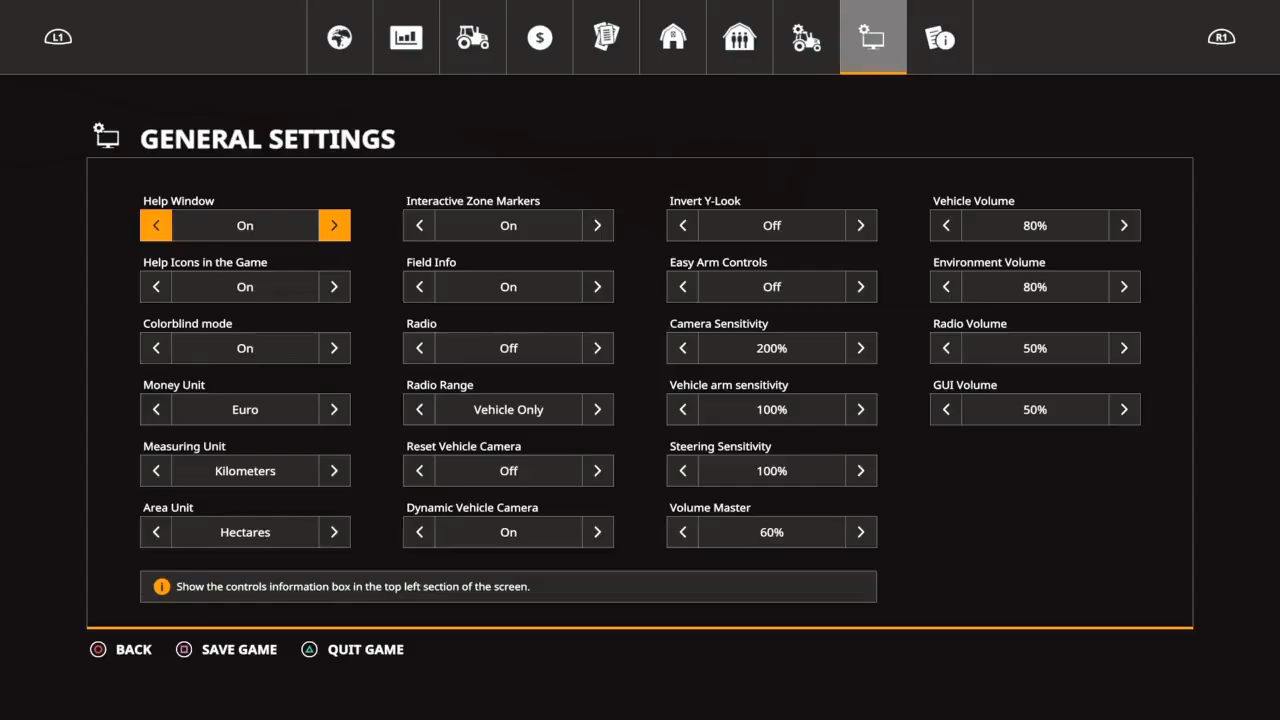 L1
$
i
R1
GENERAL SETTINGS
Help Window
On
Help Icons in the Game
On
Colorblind mode
On
Money Unit
Euro
Measuring Unit
Kilometers
Area Unit
Hectares
Interactive Zone Markers
On
Field Info
On
Radio
Off
Radio Range
Vehicle Only
Reset Vehicle Camera
Off
Dynamic Vehicle Camera
On
Invert Y-Look
Off
Easy Arm Controls
Off
Camera Sensitivity
200%
Vehicle arm sensitivity
100%
Steering Sensitivity
100%
Volume Master
60%
Vehicle Volume
80%
Environment Volume
80%
Radio Volume
50%
GUI Volume
50%
i Show the controls information box in the top left section of the screen.
BACK SAVE GAME QUIT GAME